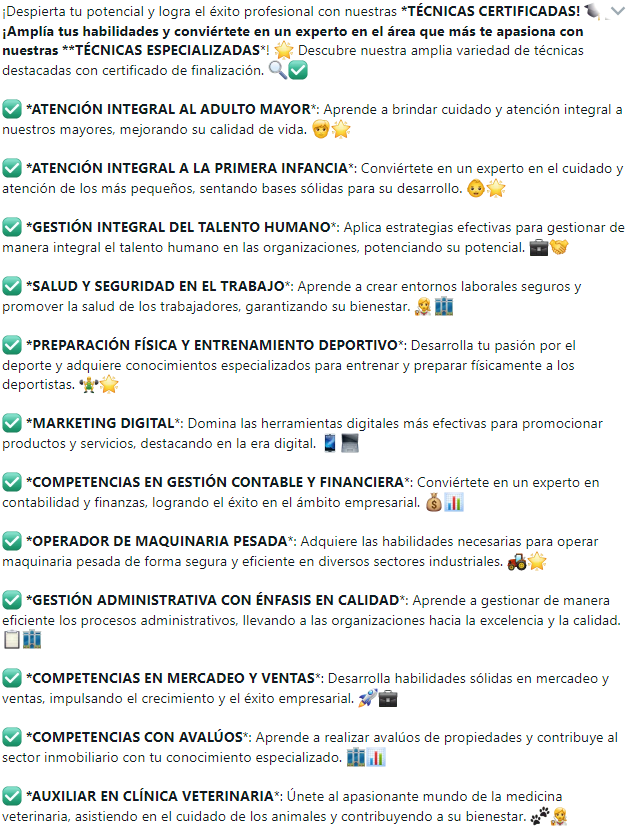 ¡Despierta tu potencial y logra el éxito profesional con nuestras *TÉCNICAS CERTIFICADAS!
¡Amplía tus habilidades y conviértete en un experto en el área que más te apasiona con
nuestras **TÉCNICAS ESPECIALIZADAS*! 🌟 Descubre nuestra amplia variedad de técnicas
destacadas con certificado de finalización. 🔍✅
✅ *ATENCIÓN INTEGRAL AL ADULTO MAYOR*: Aprende a brindar cuidado y atención integral a
nuestros mayores, mejorando su calidad de vida. 🧓🌟
✅ *ATENCIÓN INTEGRAL A LA PRIMERA INFANCIA*: Conviértete en un experto en el cuidado y
atención de los más pequeños, sentando bases sólidas para su desarrollo. 👶🌟
✅ *GESTIÓN INTEGRAL DEL TALENTO HUMANO*: Aplica estrategias efectivas para gestionar de
manera integral el talento humano en las organizaciones, potenciando su potencial. 💼🤝
✅ *SALUD Y SEGURIDAD EN EL TRABAJO*: Aprende a crear entornos laborales seguros y
promover la salud de los trabajadores, garantizando su bienestar. 👩‍⚕️🏢
✅ *PREPARACIÓN FÍSICA Y ENTRENAMIENTO DEPORTIVO*: Desarrolla tu pasión por el
deporte y adquiere conocimientos especializados para entrenar y preparar físicamente a los
deportistas. 🏋️🌟
✅ *MARKETING DIGITAL*: Domina las herramientas digitales más efectivas para promocionar
productos y servicios, destacando en la era digital. 📱💻
✅ *COMPETENCIAS EN GESTIÓN CONTABLE Y FINANCIERA*: Conviértete en un experto en
contabilidad y finanzas, logrando el éxito en el ámbito empresarial. 💰📊
✅ *OPERADOR DE MAQUINARIA PESADA*: Adquiere las habilidades necesarias para operar
maquinaria pesada de forma segura y eficiente en diversos sectores industriales. 🚜🌟
✅ *GESTIÓN ADMINISTRATIVA CON ÉNFASIS EN CALIDAD*: Aprende a gestionar de manera
eficiente los procesos administrativos, llevando a las organizaciones hacia la excelencia y la calidad.
📋🏢
✅ *COMPETENCIAS EN MERCADEO Y VENTAS*: Desarrolla habilidades sólidas en mercadeo y
ventas, impulsando el crecimiento y el éxito empresarial. 🚀💼
✅ *COMPETENCIAS CON AVALÚOS*: Aprende a realizar avalúos de propiedades y contribuye al
sector inmobiliario con tu conocimiento especializado. 🏢📊
✅ *AUXILIAR EN CLÍNICA VETERINARIA*: Únete al apasionante mundo de la medicina
veterinaria, asistiendo en el cuidado de los animales y contribuyendo a su bienestar. 🐾👩‍⚕️